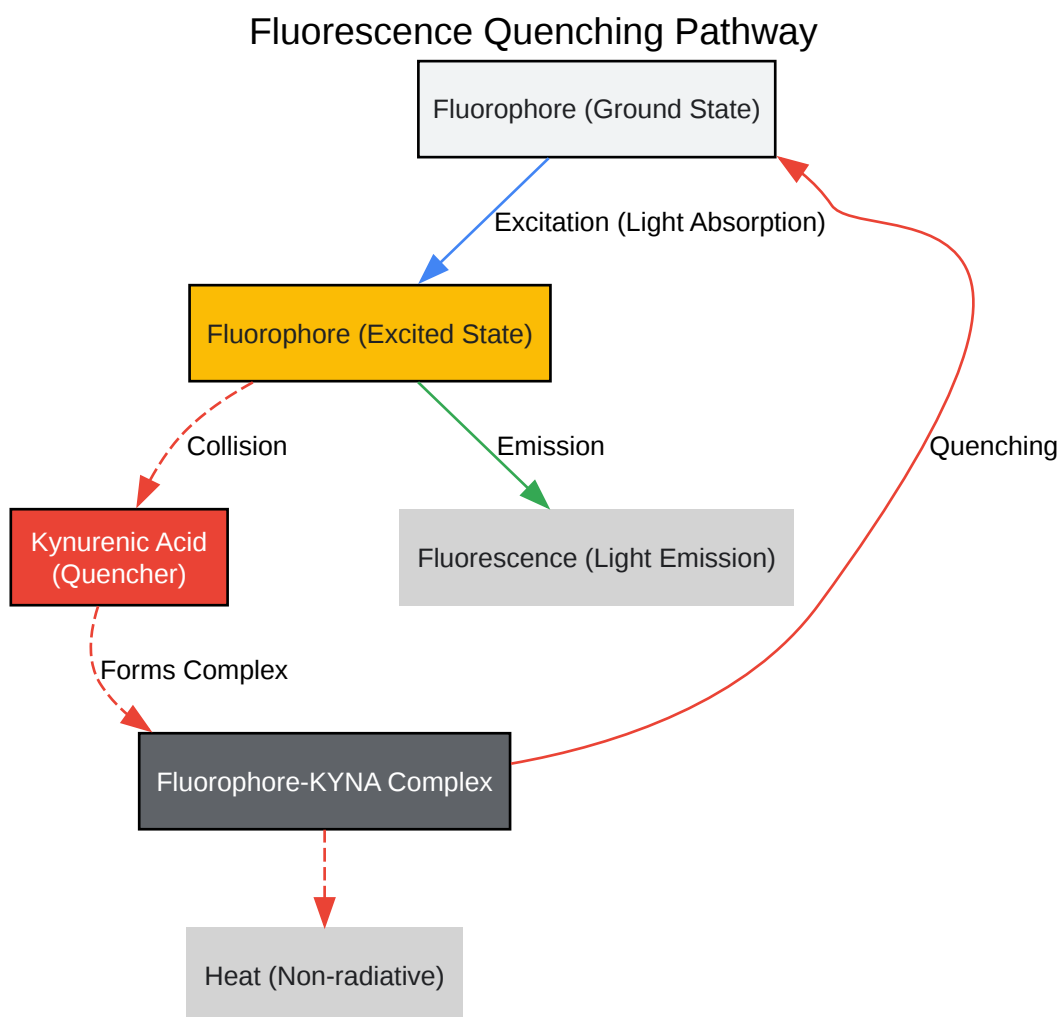 Fluorescence Quenching Pathway
Fluorophore (Ground State)
Excitation (Light Absorption)
Fluorophore (Excited State)
Collision
Emission
Quenching
Kynurenic Acid
(Quencher)
Fluorescence (Light Emission)
Forms Complex
Fluorophore-KYNA Complex
Heat (Non-radiative)